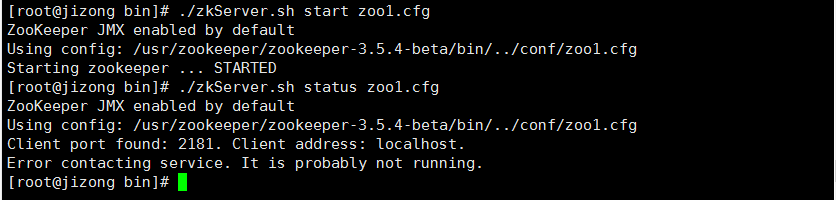 [root@jizong bin]# ./zkServer.sh start zoo1.cfg
ZooKeeper JMX enabled by default
Using config: /usr/zookeeper/zookeeper-3.5.4-beta/bin/../conf/zoo1.cfg
Starting zookeeper ... STARTED
[root@jizong bin]# ./zkServer.sh status zoo1.cfg
ZooKeeper JMX enabled by default
Using config: /usr/zookeeper/zookeeper-3.5.4-beta/bin/../conf/zoo1.cfg
Client port found: 2181. Client address: localhost.
Error contacting service. It is probably not running.
[root@jizong bin]#